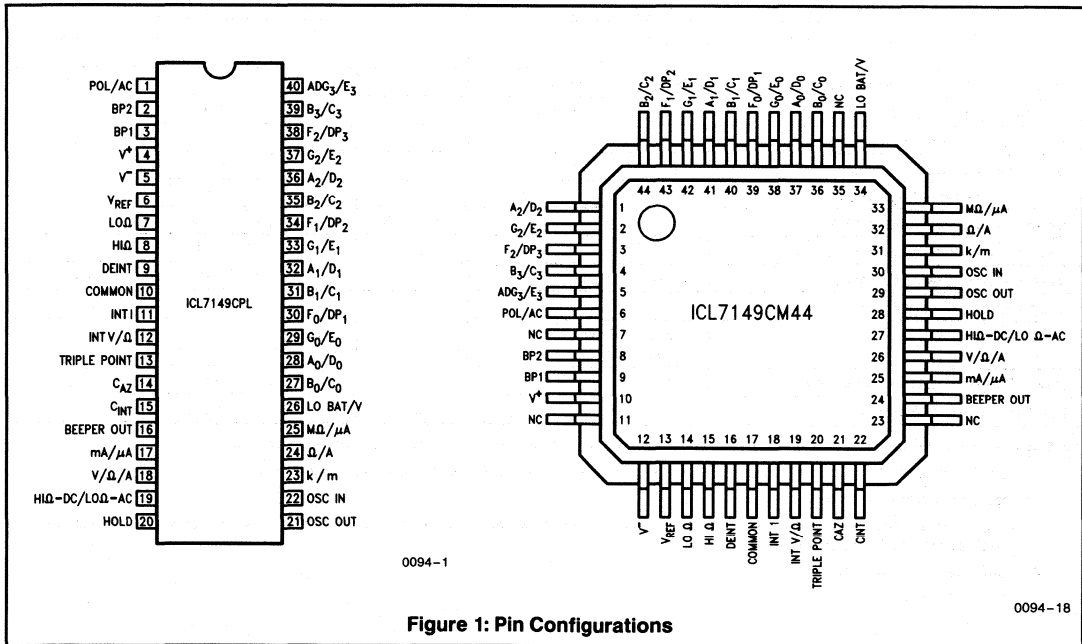 POL/AC 1
BP2 2
BP1 3
V⁺ 4
V⁻ 5
V_REF 6
LOΩ 7
HIΩ 8
DEINT 9
COMMON 10
INT I 11
INT V/Ω 12
TRIPLE POINT 13
C_AZ 14
C_INT 15
BEEPER OUT 16
mA/μA 17
V/Ω/A 18
HIΩ-DC/LOΩ-AC 19
HOLD 20
ICL7149CPL
40 ADG₃/E₃
39 B₃/C₃
38 F₂/DP₃
37 G₂/E₂
36 A₂/D₂
35 B₂/C₂
34 F₁/DP₂
33 G₁/E₁
32 A₁/D₁
31 B₁/C₁
30 F₀/DP₁
29 G₀/E₀
28 A₀/D₀
27 B₀/C₀
26 LO BAT/V
25 MΩ/μA
24 Ω/A
23 k/m
22 OSC IN
21 OSC OUT
0094-1
B₂/C₂ 44
F₁/DP₂ 43
G₁/E₁ 42
A₁/D₁ 41
B₁/C₁ 40
F₀/DP₁ 39
G₀/E₀ 38
A₀/D₀ 37
B₀/C₀ 36
NC 35
LO BAT/V 34
A₂/D₂ 1
G₂/E₂ 2
F₂/DP₃ 3
B₃/C₃ 4
ADG₃/E₃ 5
POL/AC 6
NC 7
BP2 8
BP1 9
V⁺ 10
NC 11
ICL7149CM44
33 MΩ/μA
32 Ω/A
31 k/m
30 OSC IN
29 OSC OUT
28 HOLD
27 HIΩ-DC/LO Ω-AC
26 V/Ω/A
25 mA/μA
24 BEEPER OUT
23 NC
12 V⁻
13 V_REF
14 LO Ω
15 HI Ω
16 DEINT
17 COMMON
18 INT 1
19 INT V/Ω
20 TRIPLE POINT
21 CAZ
22 CINT
0094-18
Figure 1: Pin Configurations